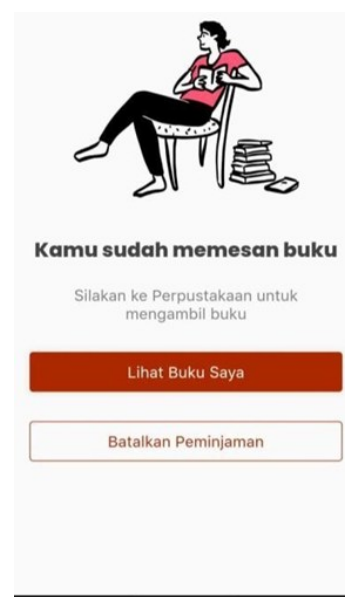 Kamu sudah memesan buku
Silakan ke Perpustakaan untuk
mengambil buku
Lihat Buku Saya
Batalkan Peminjaman